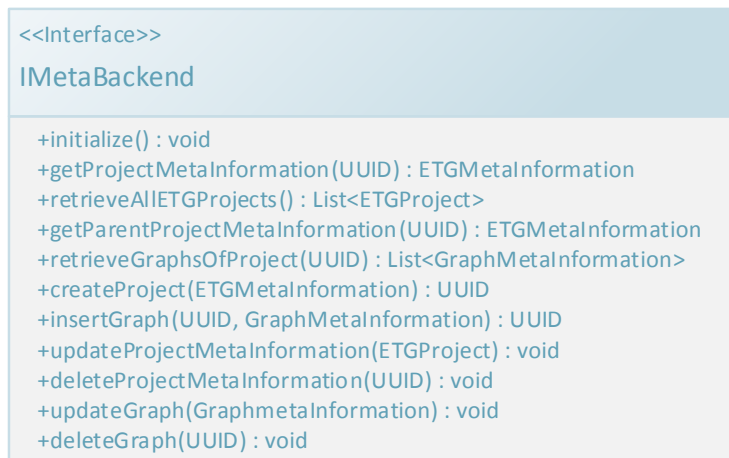 <<Interface>>
IMetaBackend
+initialize() : void
+getProjectMetaInformation(UUID) : ETGMetaInformation
+retrieveAllETGProjects() : List<ETGProject>
+getParentProjectMetaInformation(UUID) : ETGMetaInformation
+retrieveGraphsOfProject(UUID) : List<GraphMetaInformation>
+createProject(ETGMetaInformation) : UUID
+insertGraph(UUID, GraphMetaInformation) : UUID
+updateProjectMetaInformation(ETGProject) : void
+deleteProjectMetaInformation(UUID) : void
+updateGraph(GraphmetaInformation) : void
+deleteGraph(UUID) : void